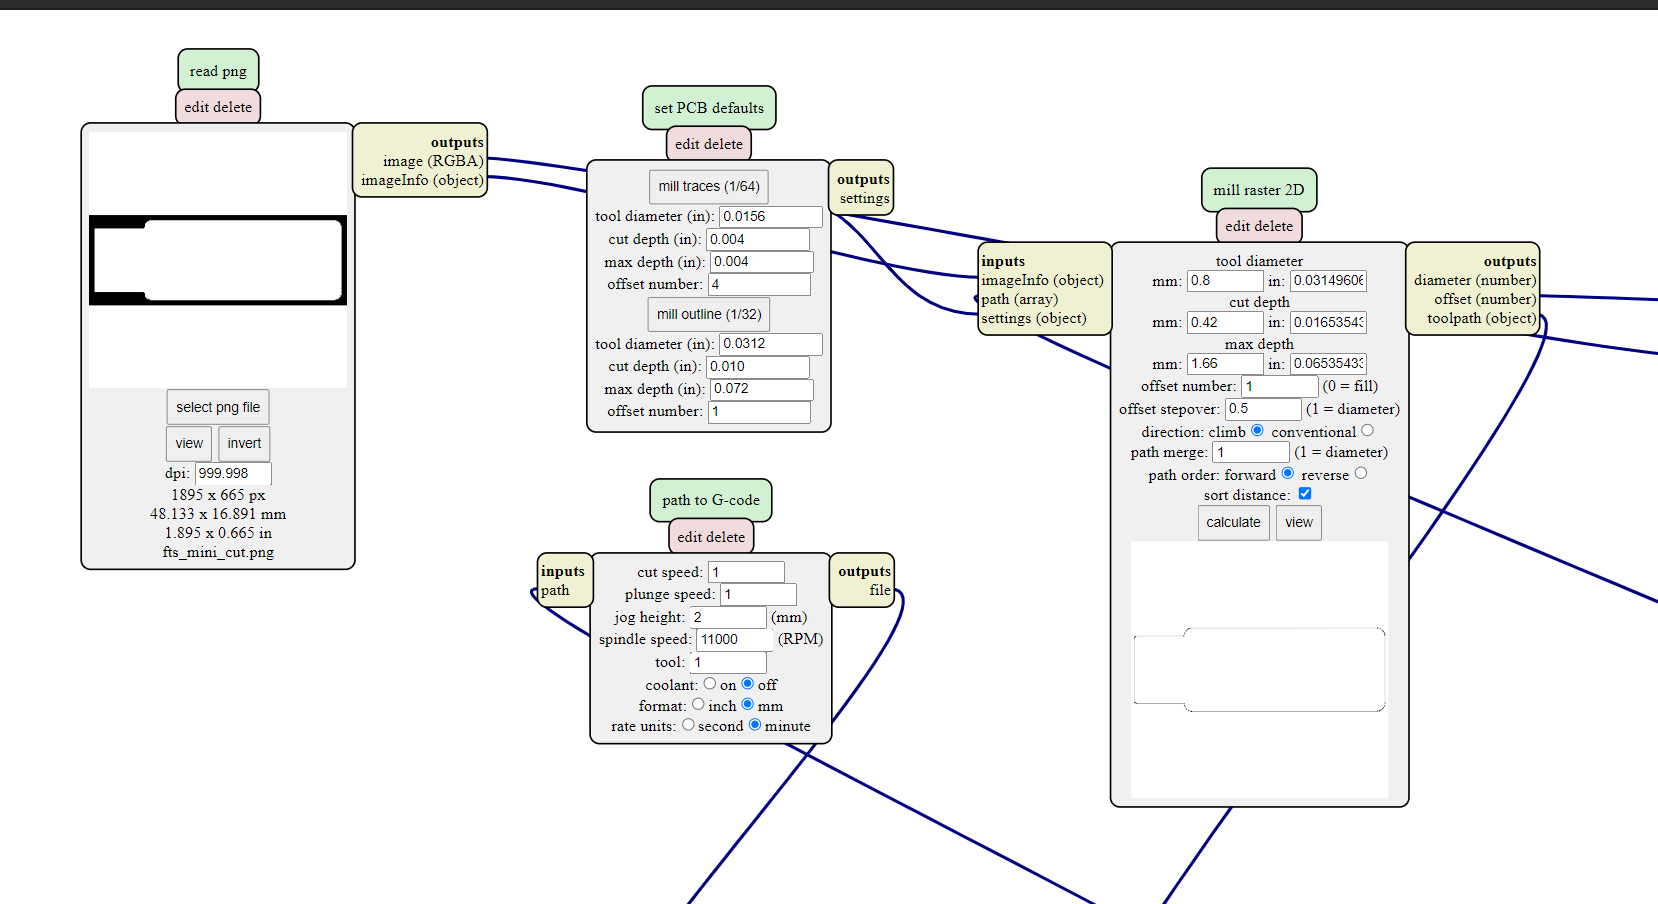 read png
edit delete
outputs
image (RGBA)
imageInfo (object)
select png file
view invert
dpi: 999.998
1895 x 665 px
48.133 x 16.891 mm
1.895 x 0.665 in
fts_mini_cut.png
set PCB defaults
edit delete
mill traces (1/64)
tool diameter (in): 0.0156
cut depth (in): 0.004
max depth (in): 0.004
offset number: 4
mill outline (1/32)
tool diameter (in): 0.0312
cut depth (in): 0.010
max depth (in): 0.072
offset number: 1
outputs
settings
path to G-code
edit delete
inputs
path
cut speed: 1
plunge speed: 1
jog height: 2 (mm)
spindle speed: 11000 (RPM)
tool: 1
coolant: on off
format: inch mm
rate units: second minute
outputs
file
mill raster 2D
edit delete
inputs
imageInfo (object)
path (array)
settings (object)
tool diameter
mm: 0.8 in: 0.03149606
cut depth
mm: 0.42 in: 0.01653543
max depth
mm: 1.66 in: 0.06535433
offset number: 1 (0 = fill)
offset stepover: 0.5 (1 = diameter)
direction: climb conventional
path merge: 1 (1 = diameter)
path order: forward reverse
sort distance:
calculate view
outputs
diameter (number)
offset (number)
toolpath (object)